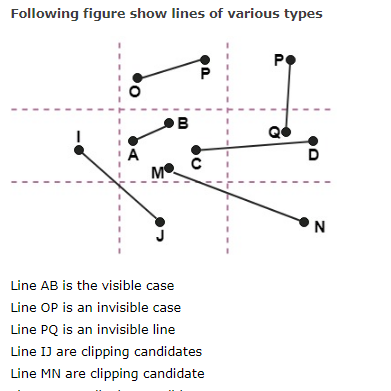 Following figure show lines of various types
P
P
O
B
Q
I
A
C
D
M
J
N
Line AB is the visible case
Line OP is an invisible case
Line PQ is an invisible line
Line IJ are clipping candidates
Line MN are clipping candidate